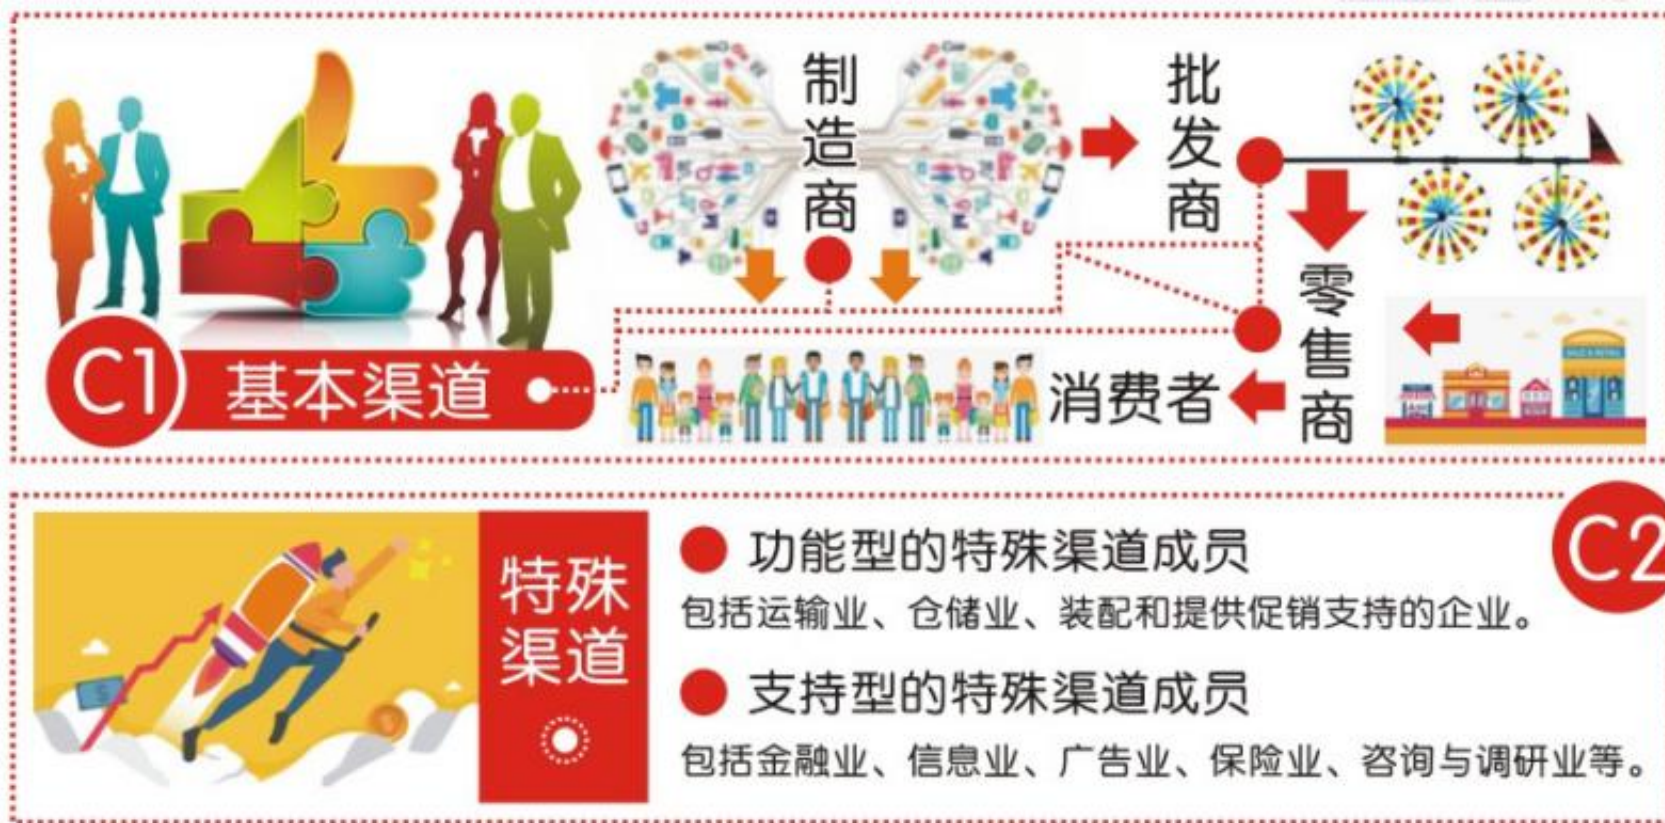 制造商
批发商
零售商
消费者
C1
基本渠道
C2
特殊
渠道
功能型的特殊渠道成员
包括运输业、仓储业、装配和提供促销支持的企业。
支持型的特殊渠道成员
包括金融业、信息业、广告业、保险业、咨询与调研业等。